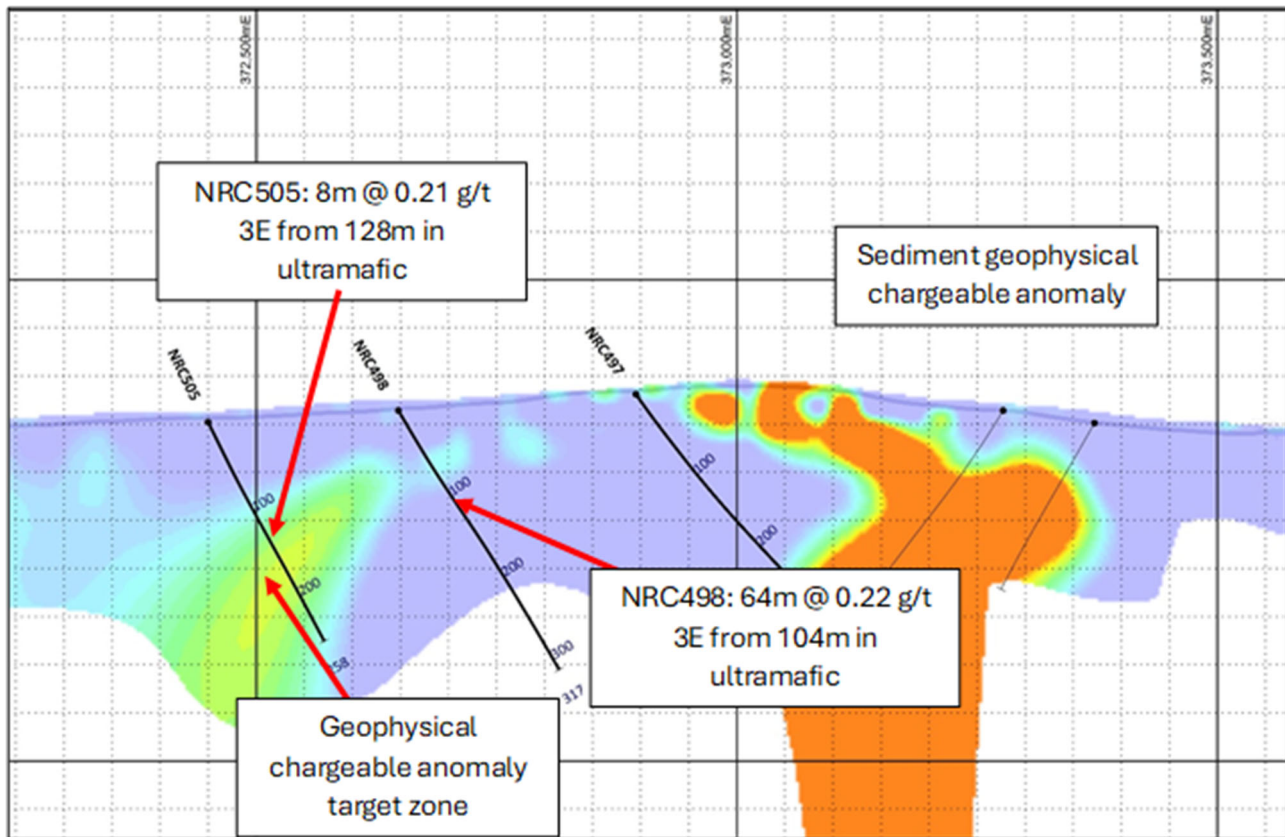 372,500mE
373,000mE
373,500mE
NRC505: 8m @ 0.21 g/t
3E from 128m in
ultramafic
Sediment geophysical
chargeable anomaly
NRC505
NRC498
NRC497
100
200
258
100
200
300
317
100
200
NRC498: 64m @ 0.22 g/t
3E from 104m in
ultramafic
Geophysical
chargeable anomaly
target zone